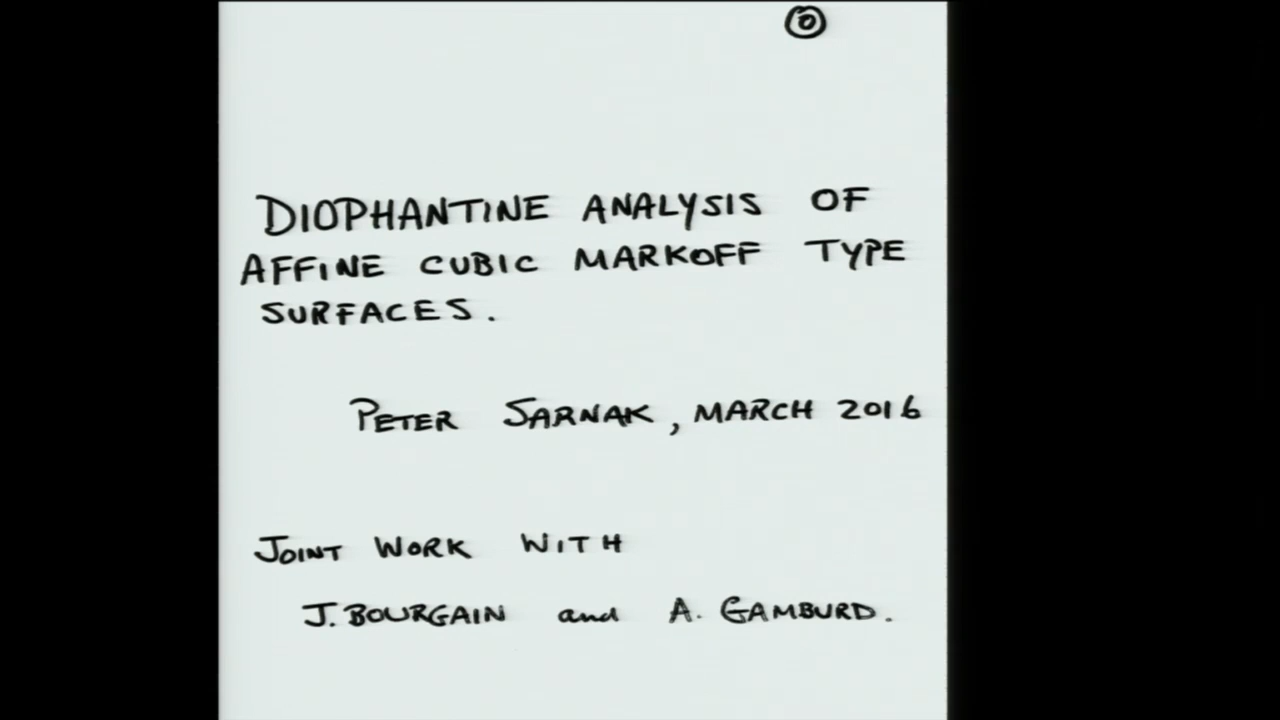 0
DIOPHANTINE ANALYSIS OF
AFFINE CUBIC MARKOFF TYPE
SURFACES.
PETER SARNAK, MARCH 2016
JOINT WORK WITH
J. BOURGAIN and A. GAMBURD.